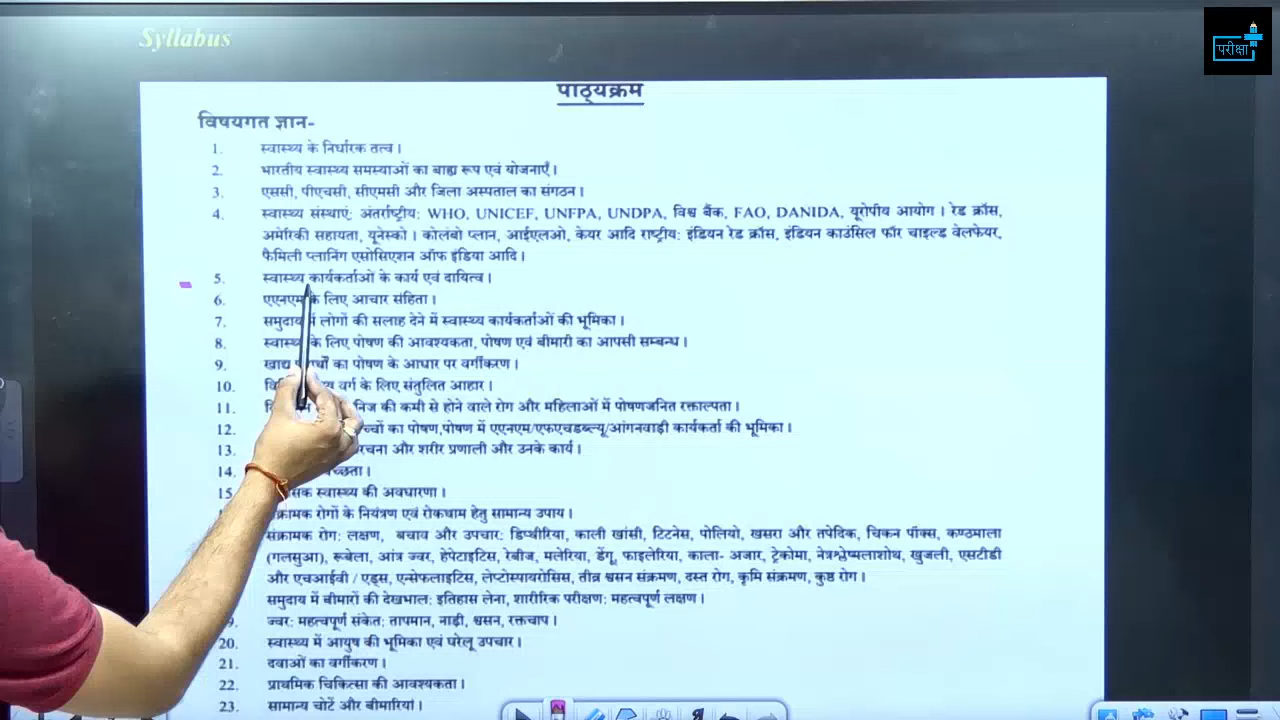 Syllabus
परीक्षा
पाठ्यक्रम
विषयगत ज्ञान-
1. स्वास्थ्य के निर्धारक तत्व।
2. भारतीय स्वास्थ्य समस्याओं का बाह्य रूप एवं योजनाएँ।
3. एससी, पीएचसी, सीएमसी और जिला अस्पताल का संगठन।
4. स्वास्थ्य संस्थाएं: अंतर्राष्ट्रीय: WHO, UNICEF, UNFPA, UNDPA, विश्व बैंक, FAO, DANIDA, यूरोपीय आयोग। रेड क्रॉस,
अमेरिकी सहायता, यूनेस्को। कोलंबो प्लान, आईएलओ, केयर आदि राष्ट्रीय: इंडियन रेड क्रॉस, इंडियन काउंसिल फॉर चाइल्ड वेलफेयर,
फैमिली प्लानिंग एसोसिएशन ऑफ इंडिया आदि।
5. स्वास्थ्य कार्यकर्ताओं के कार्य एवं दायित्व।
6. एएनएम के लिए आचार संहिता।
7. समुदाय में लोगों की सलाह देने में स्वास्थ्य कार्यकर्ताओं की भूमिका।
8. स्वास्थ्य के लिए पोषण की आवश्यकता, पोषण एवं बीमारी का आपसी सम्बन्ध।
9. खाद्य का पोषण के आधार पर वर्गीकरण।
10. वर्ग के लिए संतुलित आहार।
11. की कमी से होने वाले रोग और महिलाओं में पोषणजनित रक्ताल्पता।
12. का पोषण,पोषण में एएनएम/एफएचडब्ल्यू/आंगनवाड़ी कार्यकर्ता की भूमिका।
13. और शरीर प्रणाली और उनके कार्य।
14.
15 स्वास्थ्य की अवधारणा।
रोगों के नियंत्रण एवं रोकथाम हेतु सामान्य उपाय।
संक्रामक रोग: लक्षण, बचाव और उपचार: डिप्थीरिया, काली खांसी, टिटनेस, पोलियो, खसरा और तपेदिक, चिकन पॉक्स, कण्ठमाला
(गलसुआ), रूबेला, आंत्र ज्वर, हेपेटाइटिस, रेबीज, मलेरिया, डेंगू, फाइलेरिया, काला- अजार, ट्रेकोमा, नेत्रश्लेष्मलाशोथ, खुजली, एसटीडी
और एचआईवी / एड्स, एन्सेफलाइटिस, लेप्टोस्पायरोसिस, तीव्र श्वसन संक्रमण, दस्त रोग, कृमि संक्रमण, कुष्ठ रोग।
समुदाय में बीमारों की देखभाल: इतिहास लेना, शारीरिक परीक्षण: महत्वपूर्ण लक्षण।
9. ज्वर: महत्वपूर्ण संकेत: तापमान, नाड़ी, श्वसन, रक्तचाप।
20. स्वास्थ्य में आयुष की भूमिका एवं घरेलू उपचार।
21. दवाओं का वर्गीकरण।
22. प्राथमिक चिकित्सा की आवश्यकता।
23. सामान्य चोटें और बीमारियां।